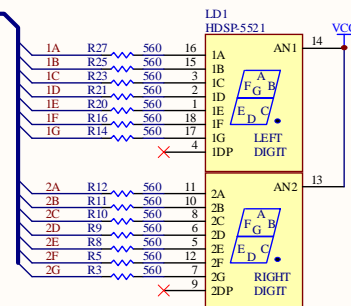 LD1
HDSP-5521
VCC
1A R27 560 16 1A AN1 14
1B R25 560 15 1B
1C R23 560 3 1C
1D R21 560 2 1D
1E R20 560 1 1E
1F R16 560 18 1F
1G R14 560 17 1G
4 1DP
A
F G B
E D C
LEFT
DIGIT
2A R12 560 11 2A AN2 13
2B R11 560 10 2B
2C R10 560 8 2C
2D R9 560 6 2D
2E R8 560 5 2E
2F R5 560 12 2F
2G R3 560 7 2G
9 2DP
A
F G B
E D C
RIGHT
DIGIT